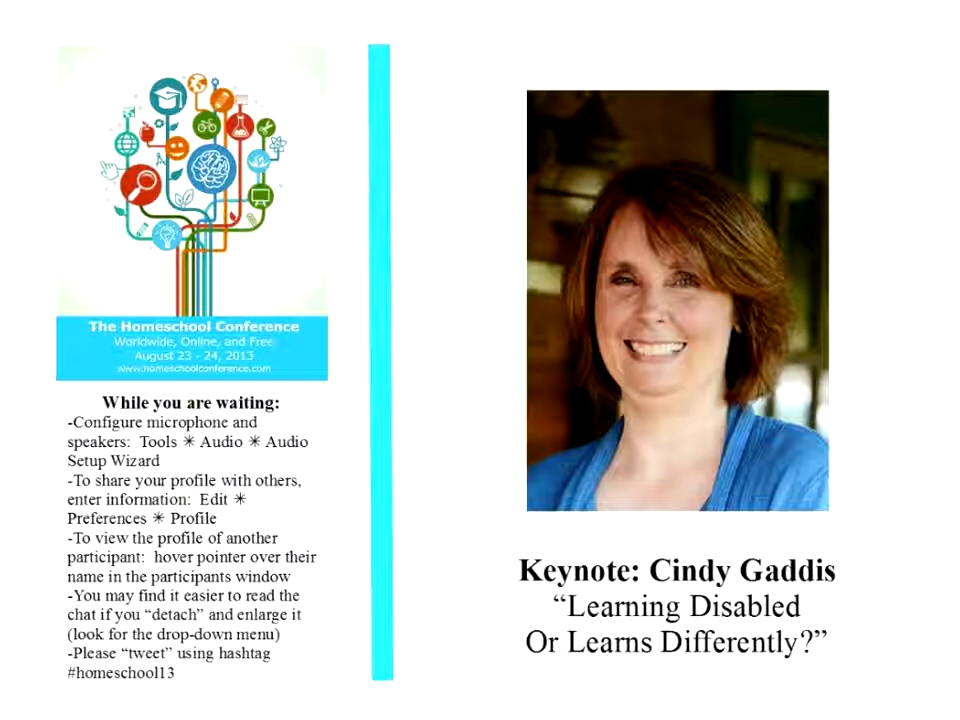 The Homeschool Conference
Worldwide, Online, and Free
August 23 - 24, 2013
www.homeschoolconference.com
While you are waiting:
-Configure microphone and
speakers:  Tools ✴ Audio ✴ Audio
Setup Wizard
-To share your profile with others,
enter information:  Edit ✴
Preferences ✴ Profile
-To view the profile of another
participant:  hover pointer over their
name in the participants window
-You may find it easier to read the
chat if you “detach” and enlarge it
(look for the drop-down menu)
-Please “tweet” using hashtag
#homeschool13
Keynote: Cindy Gaddis
“Learning Disabled
Or Learns Differently?”